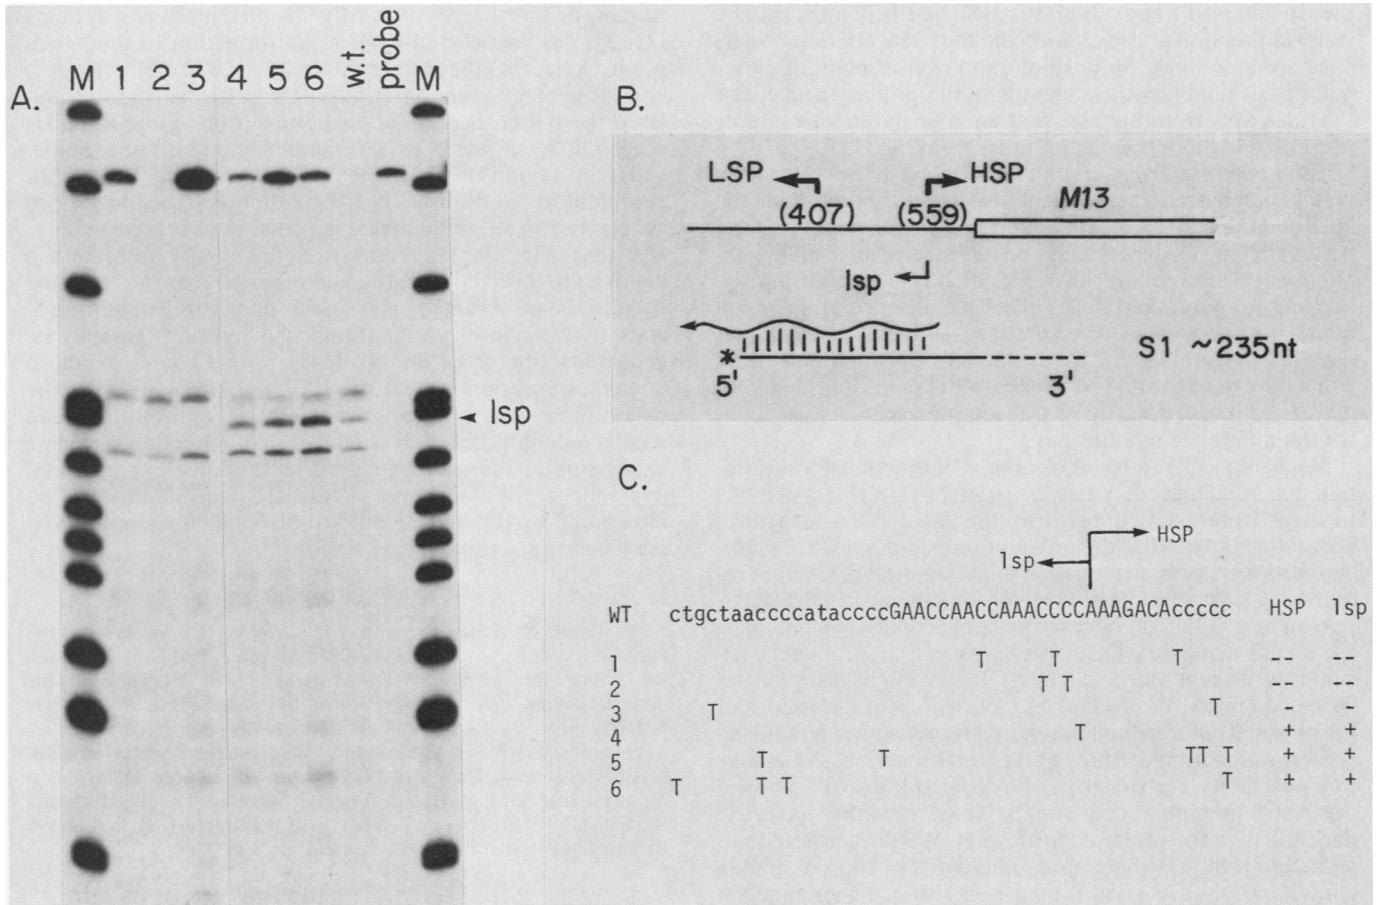 A.
M 1 2 3 4 5 6 w.t. probe M
lsp
B.
LSP HSP
(407) (559) M13
lsp
* S1 ~235nt
5' 3'
C.
HSP
lsp
WT ctgctaaccccataccccGAACCAACCAAACCCCAAAGACAccccc HSP lsp
1 T T T -- --
2 T T -- --
3 T T
4 T + +
5 T T TT T + +
6 T T T T + +